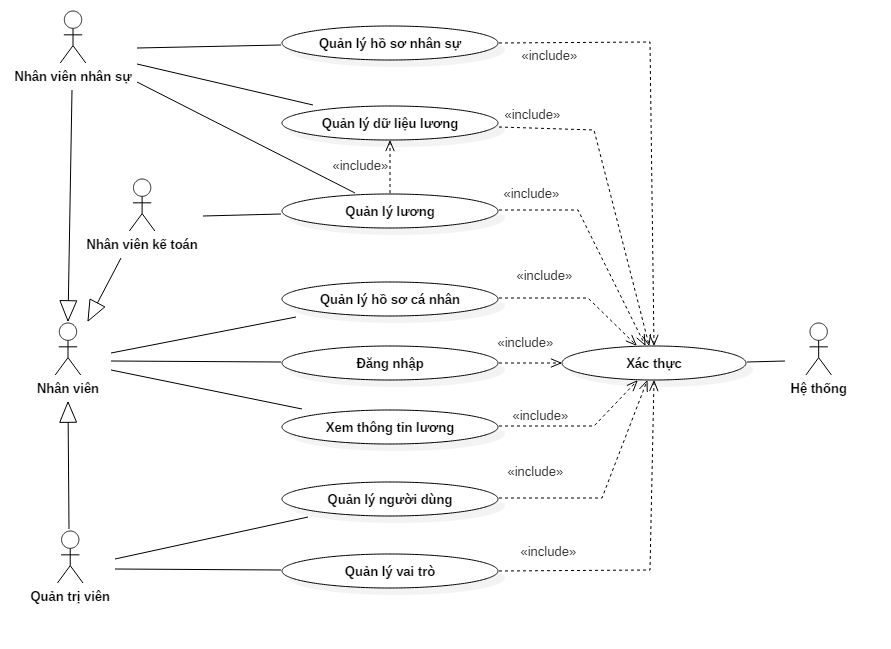 Quản lý hồ sơ nhân sự
«include»
Nhân viên nhân sự
«include»
Quản lý dữ liệu lương
«include»
«include»
Quản lý lương
Nhân viên kế toán
«include»
Quản lý hồ sơ cá nhân
«include»
Đăng nhập
Xác thực
Nhân viên
Hệ thống
«include»
Xem thông tin lương
«include»
Quản lý người dùng
«include»
Quản lý vai trò
Quản trị viên